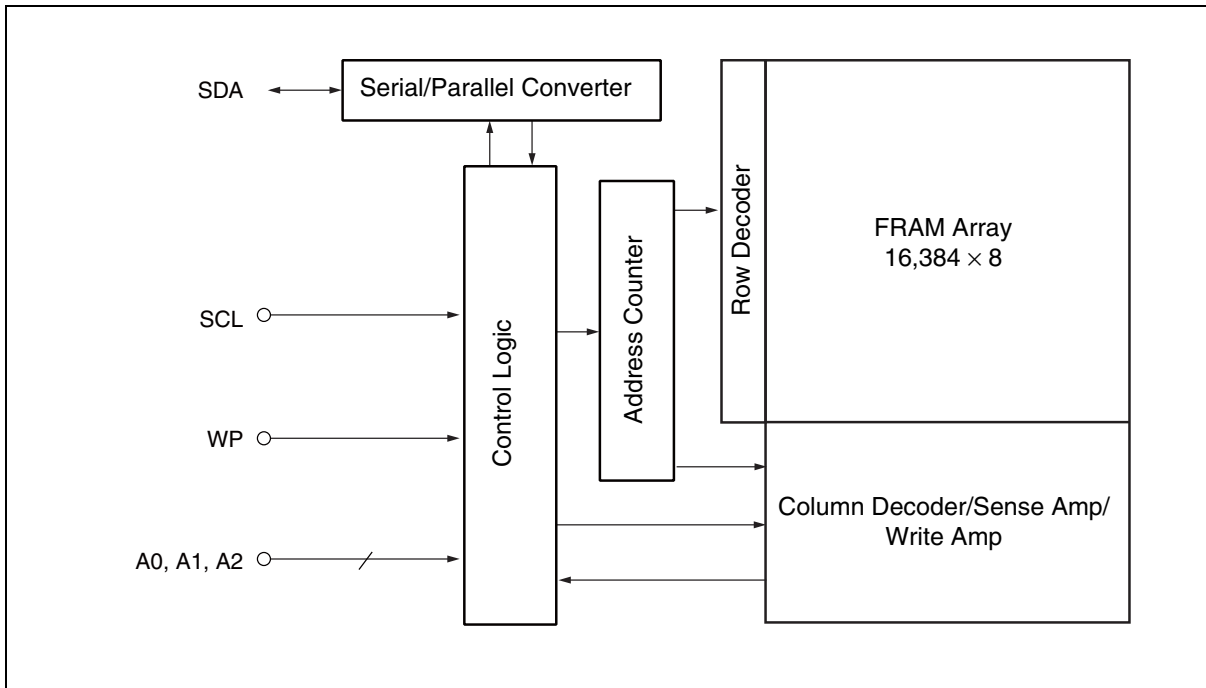 SDA
Serial/Parallel Converter
SCL
WP
A0, A1, A2
Control Logic
Address Counter
Row Decoder
FRAM Array
16,384 × 8
Column Decoder/Sense Amp/
Write Amp